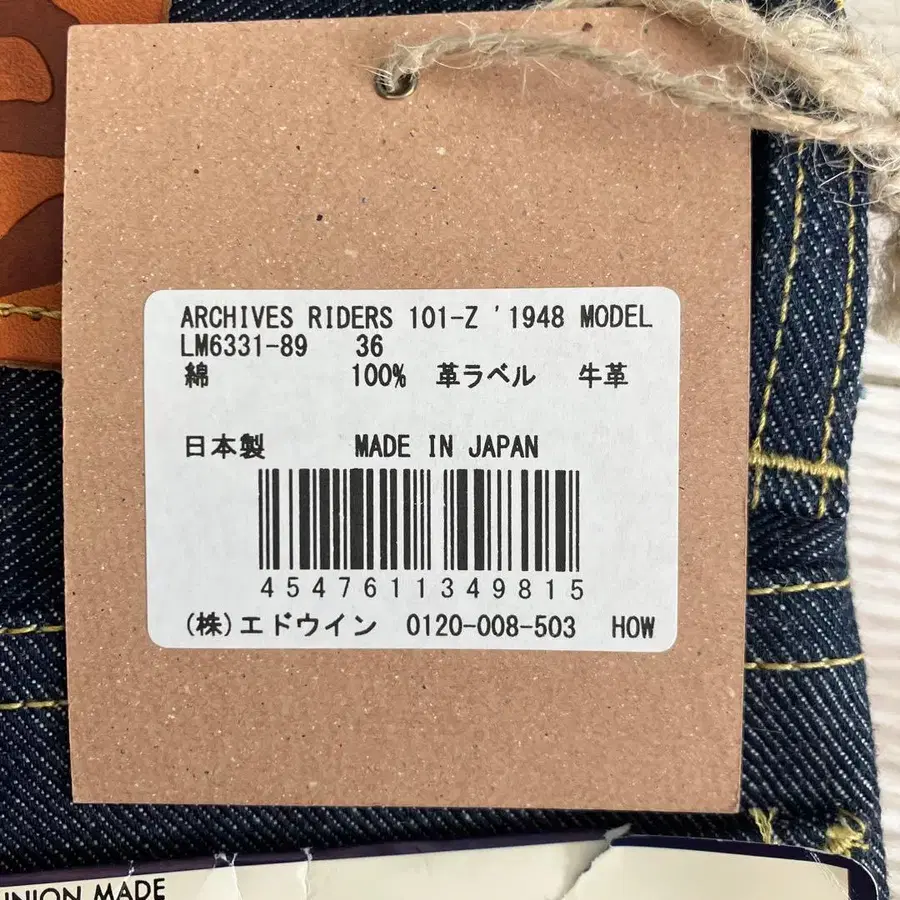 ARCHIVES RIDERS 101-Z '1948 MODEL
LM6331-89 36
綿 100% 革ラベル 牛革
日本製 MADE IN JAPAN
4547611349815
(株)エドウイン 0120-008-503 HOW
UNION MADE